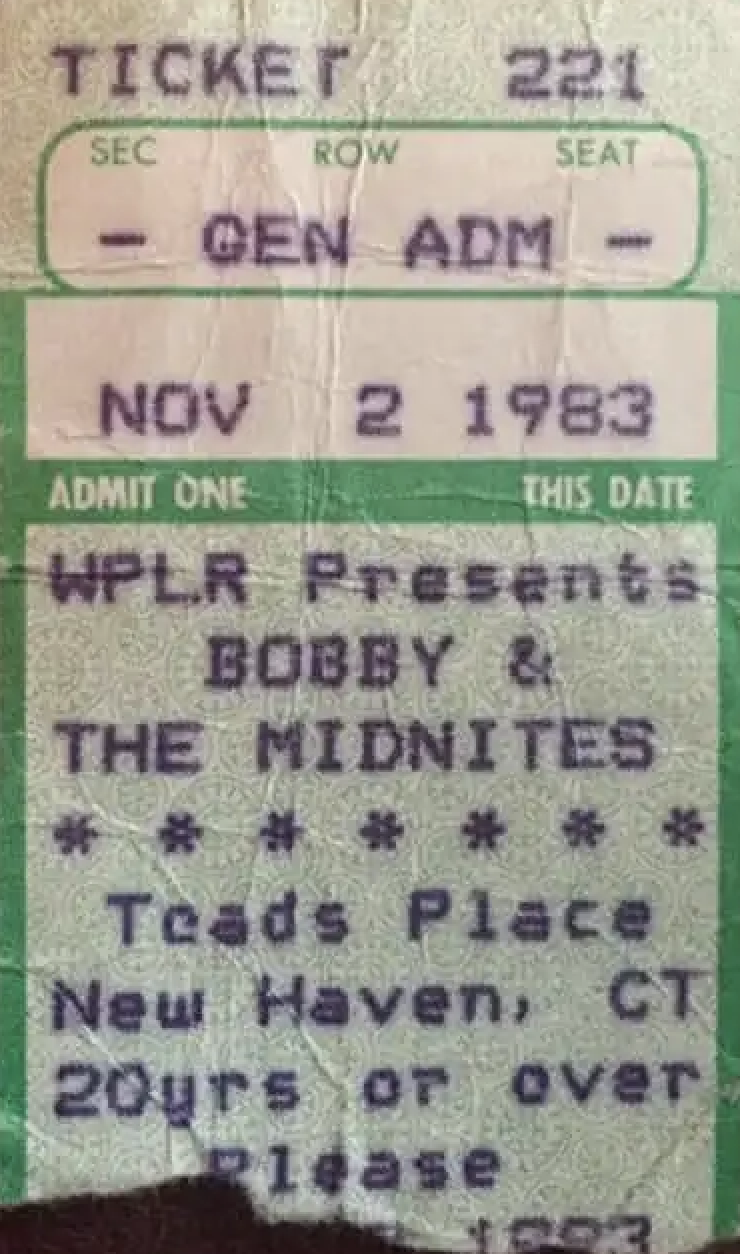 TICKET 221
SEC ROW SEAT
- GEN ADM -
NOV 2 1983
ADMIT ONE THIS DATE
WPLR Presents
BOBBY &
THE MIDNITES
* * * * * * *
Toads Place
New Haven, CT
20yrs or over
Please
1983